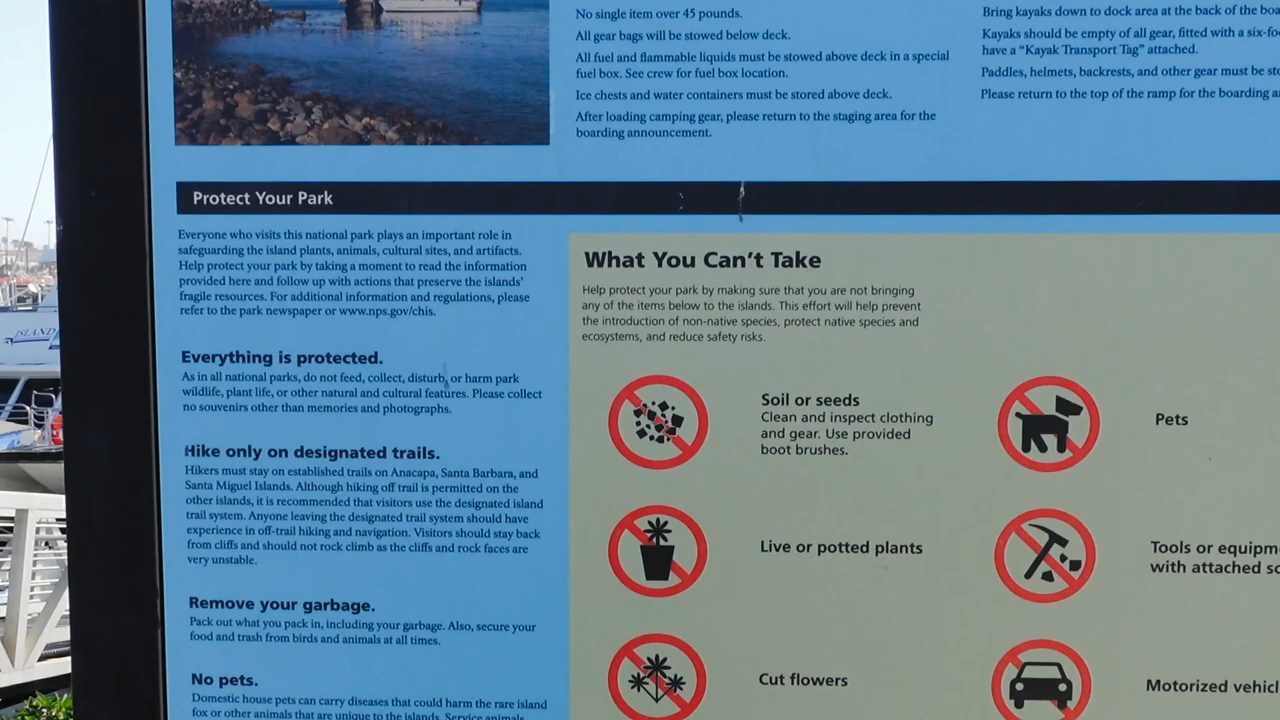 No single item over 45 pounds.
All gear bags will be stowed below deck.
All fuel and flammable liquids must be stowed above deck in a special
fuel box. See crew for fuel box location.
Ice chests and water containers must be stored above deck.
After loading camping gear, please return to the staging area for the
boarding announcement.
Bring kayaks down to dock area at the back of the boa
Kayaks should be empty of all gear, fitted with a six-fo
have a “Kayak Transport Tag” attached.
Paddles, helmets, backrests, and other gear must be sto
Please return to the top of the ramp for the boarding a
Protect Your Park
Everyone who visits this national park plays an important role in
safeguarding the island plants, animals, cultural sites, and artifacts.
Help protect your park by taking a moment to read the information
provided here and follow up with actions that preserve the islands’
fragile resources. For additional information and regulations, please
refer to the park newspaper or www.nps.gov/chis.
Everything is protected.
As in all national parks, do not feed, collect, disturb, or harm park
wildlife, plant life, or other natural and cultural features. Please collect
no souvenirs other than memories and photographs.
Hike only on designated trails.
Hikers must stay on established trails on Anacapa, Santa Barbara, and
Santa Miguel Islands. Although hiking off trail is permitted on the
other islands, it is recommended that visitors use the designated island
trail system. Anyone leaving the designated trail system should have
experience in off-trail hiking and navigation. Visitors should stay back
from cliffs and should not rock climb as the cliffs and rock faces are
very unstable.
Remove your garbage.
Pack out what you pack in, including your garbage. Also, secure your
food and trash from birds and animals at all times.
No pets.
Domestic house pets can carry diseases that could harm the rare island
fox or other animals that are unique to the islands. Service animals
What You Can’t Take
Help protect your park by making sure that you are not bringing
any of the items below to the islands. This effort will help prevent
the introduction of non-native species, protect native species and
ecosystems, and reduce safety risks.
Soil or seeds
Clean and inspect clothing
and gear. Use provided
boot brushes.
Pets
Live or potted plants
Tools or equipm
with attached so
Cut flowers
Motorized vehicl
ISLAND